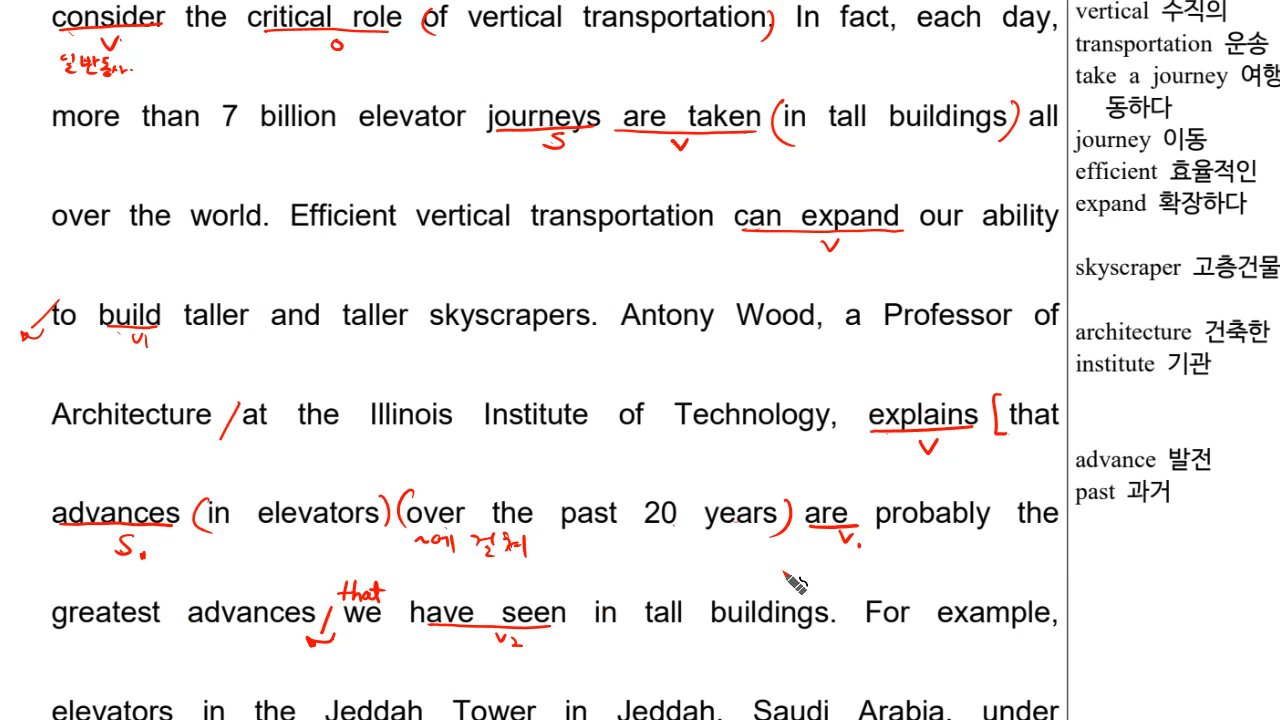 consider the critical role (of vertical transportation) In fact, each day,
V O
일반동사.
more than 7 billion elevator journeys are taken (in tall buildings) all
S V
over the world. Efficient vertical transportation can expand our ability
V
to build taller and taller skyscrapers. Antony Wood, a Professor of
V1
Architecture / at the Illinois Institute of Technology, explains [that
V
advances (in elevators) (over the past 20 years) are probably the
S. ~에 걸쳐 V.
that
greatest advances / we have seen in tall buildings. For example,
V2
elevators in the Jeddah Tower in Jeddah, Saudi Arabia, under
vertical 수직의
transportation 운송
take a journey 여행
동하다
journey 이동
efficient 효율적인
expand 확장하다
skyscraper 고층건물
architecture 건축한
institute 기관
advance 발전
past 과거